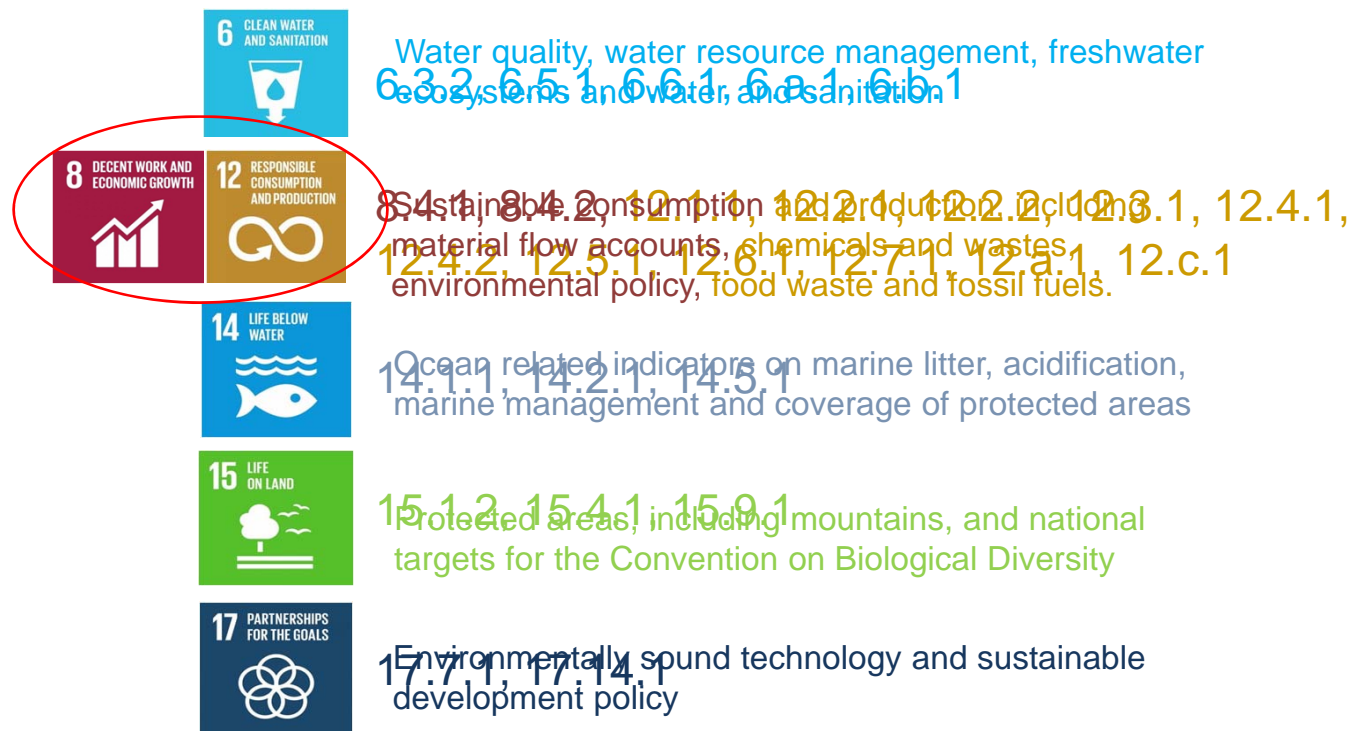 6 CLEAN WATER
AND SANITATION
Water quality, water resource management, freshwater
ecosystems and water and sanitation
6.3.2, 6.5.1, 6.6.1, 6.a.1, 6.b.1
8 DECENT WORK AND
ECONOMIC GROWTH
12 RESPONSIBLE
CONSUMPTION
AND PRODUCTION
Sustainable consumption and production, including
material flow accounts, chemicals and wastes,
environmental policy, food waste and fossil fuels.
8.4.1, 8.4.2, 12.1.1, 12.2.1, 12.2.2, 12.3.1, 12.4.1,
12.4.2, 12.5.1, 12.6.1, 12.7.1, 12.a.1, 12.c.1
14 LIFE BELOW
WATER
Ocean related indicators on marine litter, acidification,
marine management and coverage of protected areas
14.1.1, 14.2.1, 14.5.1
15 LIFE
ON LAND
15.1.2, 15.4.1, 15.9.1
Protected areas, including mountains, and national
targets for the Convention on Biological Diversity
17 PARTNERSHIPS
FOR THE GOALS
Environmentally sound technology and sustainable
development policy
17.7.1, 17.14.1